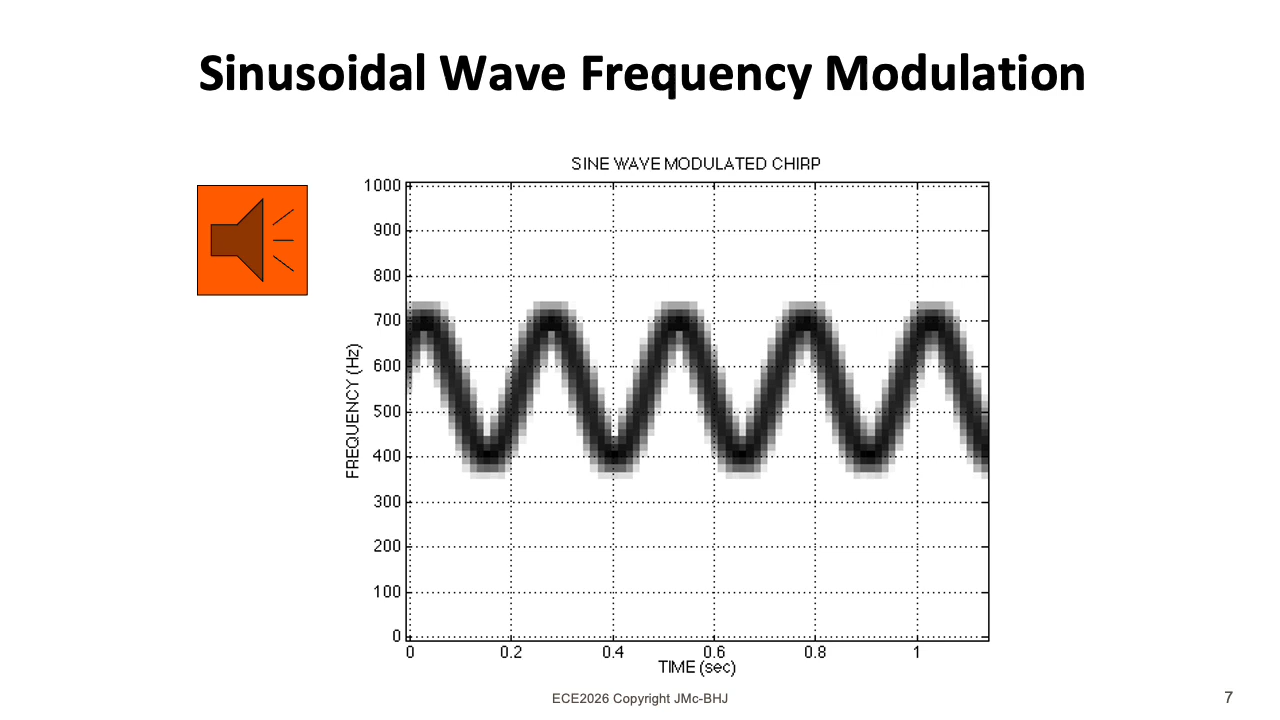 Sinusoidal Wave Frequency Modulation
SINE WAVE MODULATED CHIRP
1000
900
800
700
600
500
400
300
200
100
0
FREQUENCY (Hz)
0 0.2 0.4 0.6 0.8 1
TIME (sec)
ECE2026 Copyright JMc-BHJ
7